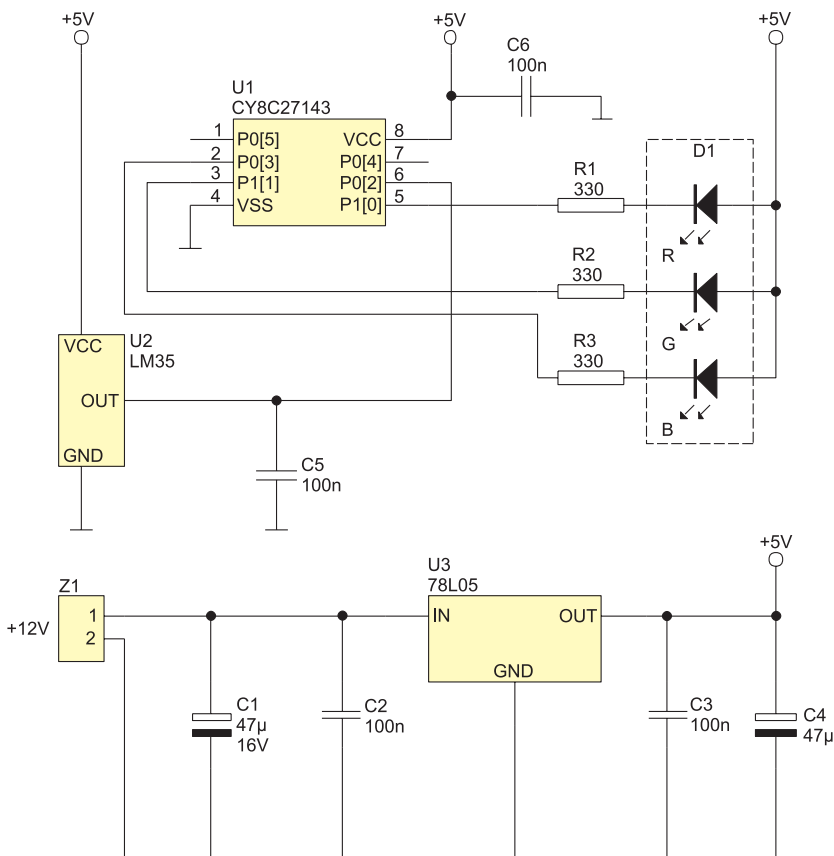 +5V
+5V
+5V
C6
100n
U1
CY8C27143
1 P0[5] VCC 8
2 P0[3] P0[4] 7
3 P1[1] P0[2] 6
4 VSS P1[0] 5
D1
R1
330
R
R2
330
G
R3
330
B
U2
LM35
VCC
OUT
GND
C5
100n
+5V
U3
78L05
Z1
+12V
1
2
IN
OUT
GND
C1
47µ
16V
C2
100n
C3
100n
C4
47µ